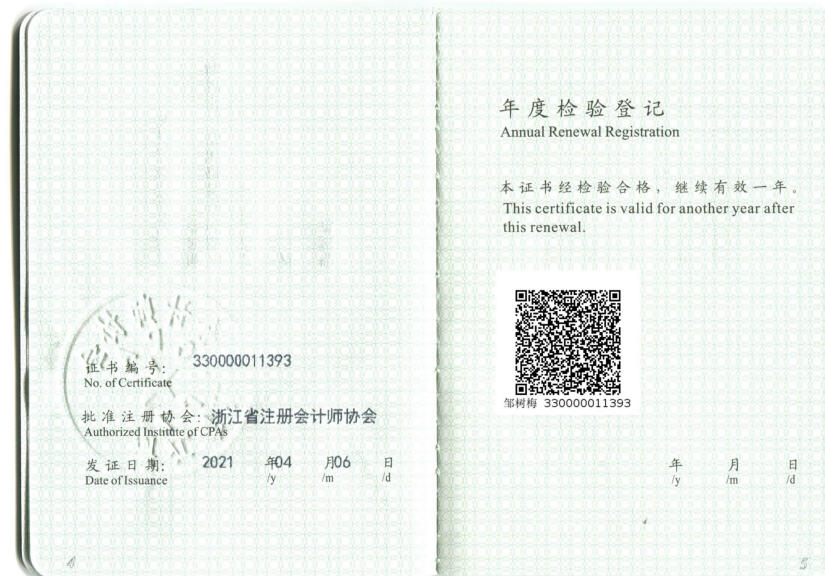 证书编号: 330000011393
No. of Certificate
批准注册协会: 浙江省注册会计师协会
Authorized Institute of CPAs
发证日期: 2021 年04 月06 日
Date of Issuance /y /m /d
4
年度检验登记
Annual Renewal Registration
本证书经检验合格，继续有效一年。
This certificate is valid for another year after
this renewal.
邹树梅 330000011393
年 月 日
/y /m /d
5